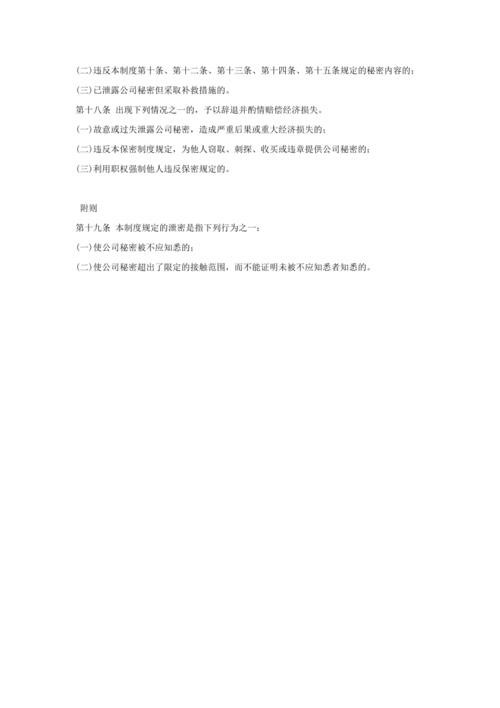 (二)违反本制度第十条、第十二条、第十三条、第十四条、第十五条规定的秘密内容的;
(三)已泄露公司秘密但采取补救措施的。
第十八条 出现下列情况之一的，予以辞退并酌情赔偿经济损失。
(一)故意或过失泄露公司秘密，造成严重后果或重大经济损失的;
(二)违反本保密制度规定，为他人窃取、刺探、收买或违章提供公司秘密的;
(三)利用职权强制他人违反保密规定的。
附则
第十九条 本制度规定的泄密是指下列行为之一:
(一)使公司秘密被不应知悉的;
(二)使公司秘密超出了限定的接触范围，而不能证明未被不应知悉者知悉的。